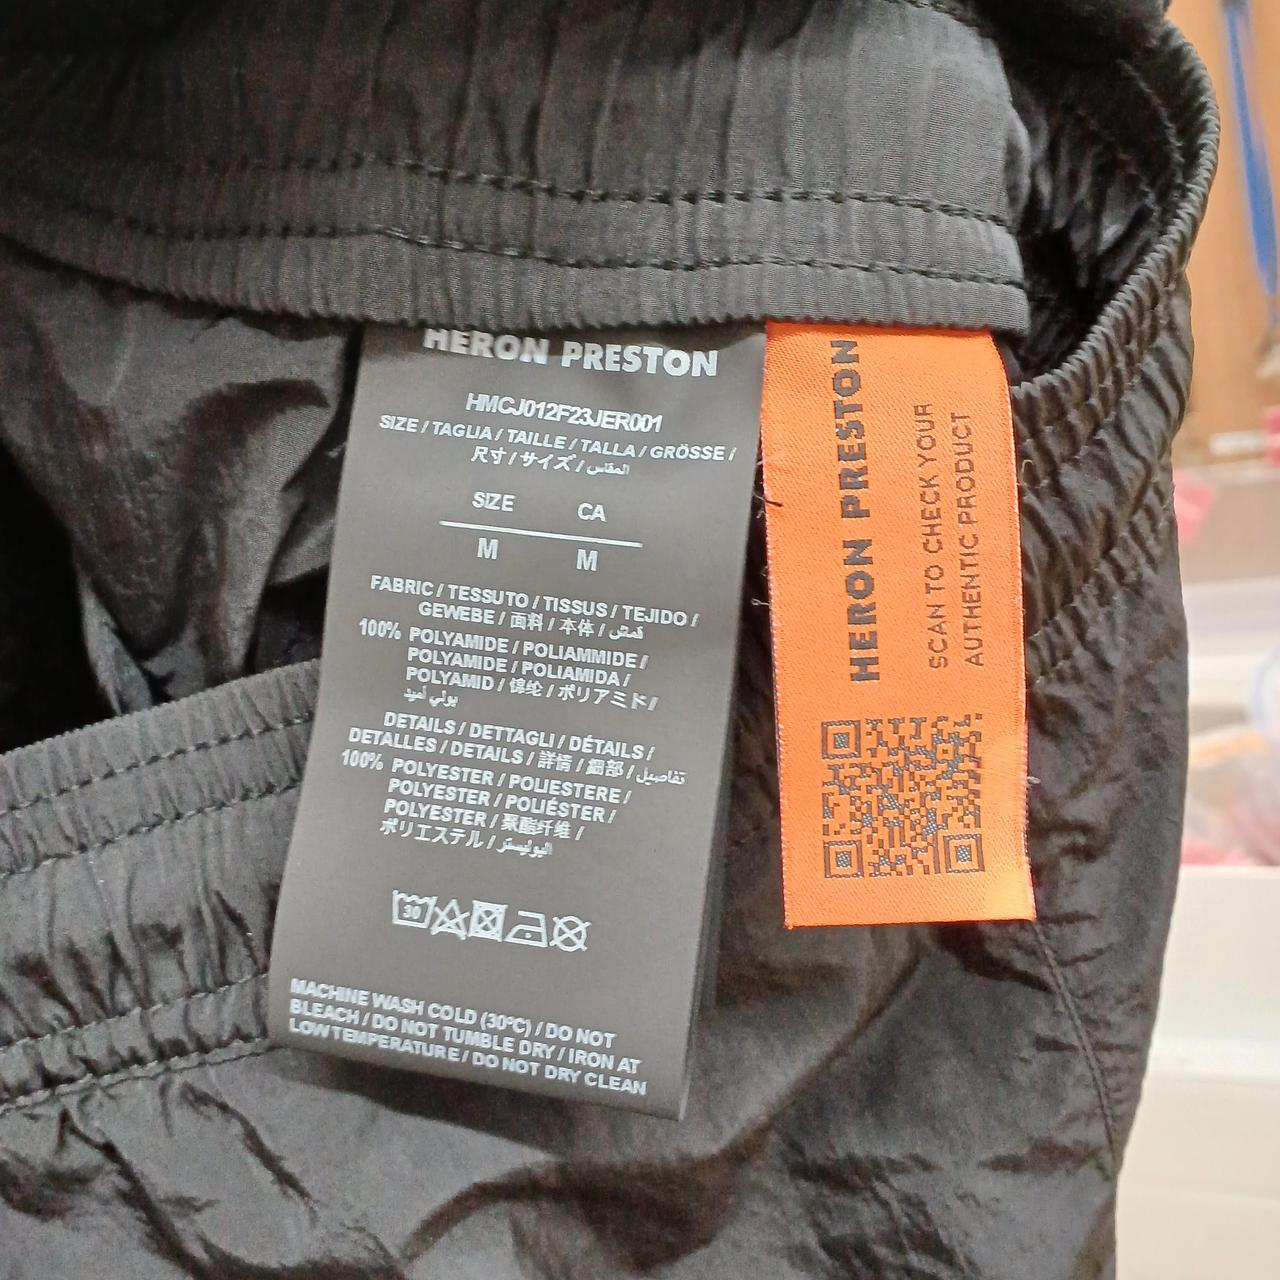 HERON PRESTON
HMCJ012F23JER001
SIZE / TAGLIA / TAILLE / TALLA / GRÖSSE /
尺寸 / サイズ / المقاس
SIZE CA
M M
FABRIC / TESSUTO / TISSUS / TEJIDO /
GEWEBE / 面料 / 本体 / قماش
100% POLYAMIDE / POLIAMMIDE /
POLYAMIDE / POLIAMIDA /
POLYAMID / 锦纶 / ポリアミド /
بولي أميد
DETAILS / DETTAGLI / DÉTAILS /
DETALLES / DETAILS / 詳情 / 細部 / تفاصيل
100% POLYESTER / POLIESTERE /
POLYESTER / POLIÉSTER /
POLYESTER / 聚酯纤维 /
ポリエステル / البوليستر
30
MACHINE WASH COLD (30ºC) / DO NOT
BLEACH / DO NOT TUMBLE DRY / IRON AT
LOW TEMPERATURE / DO NOT DRY CLEAN
HERON PRESTON
SCAN TO CHECK YOUR
AUTHENTIC PRODUCT